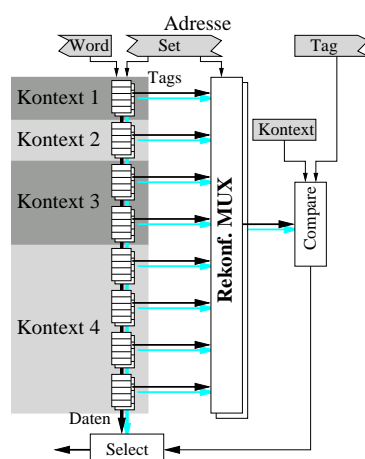 Adresse
Word
Set
Tag
Tags
Kontext 1
Kontext 2
Kontext
Kontext 3
Rekonf. MUX
Compare
Kontext 4
Daten
Select